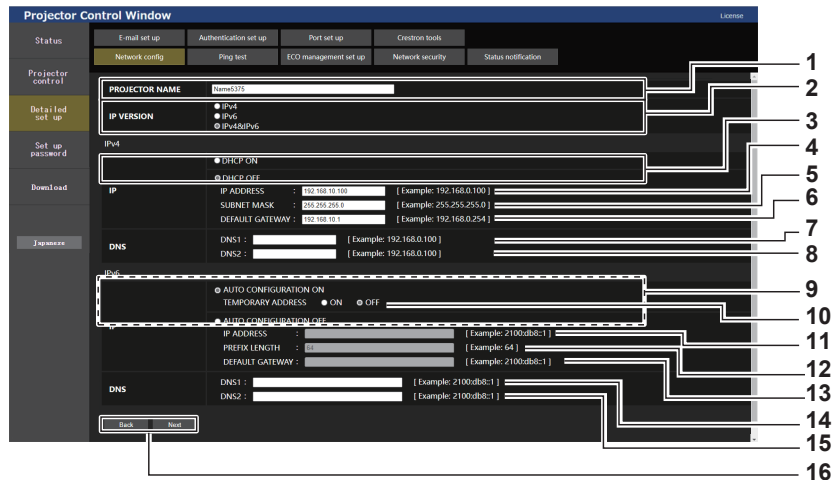 Projector Control Window
License
Status
E-mail set up
Authentication set up
Port set up
Crestron tools
Network config
Ping test
ECO management set up
Network security
Status notification
Projector
control
Detailed
set up
Set up
password
Download
Japanese
PROJECTOR NAME
Name5375
1
IP VERSION
IPv4
IPv6
IPv4&IPv6
2
IPv4
DHCP ON
DHCP OFF
3
IP
IP ADDRESS : 192.168.10.100 [ Example: 192.168.0.100 ]
4
SUBNET MASK : 255.255.255.0 [ Example: 255.255.255.0 ]
5
DEFAULT GATEWAY : 192.168.10.1 [ Example: 192.168.0.254 ]
6
DNS
DNS1 : [ Example: 192.168.0.100 ]
7
DNS2 : [ Example: 192.168.0.100 ]
8
IPv6
AUTO CONFIGURATION ON
9
TEMPORARY ADDRESS ON OFF
10
AUTO CONFIGURATION OFF
IP
IP ADDRESS : [ Example: 2100:db8::1 ]
11
PREFIX LENGTH : 64 [ Example: 64 ]
12
DEFAULT GATEWAY : [ Example: 2100:db8::1 ]
13
DNS
DNS1 : [ Example: 2100:db8::1 ]
14
DNS2 : [ Example: 2100:db8::1 ]
15
Back
Next
16